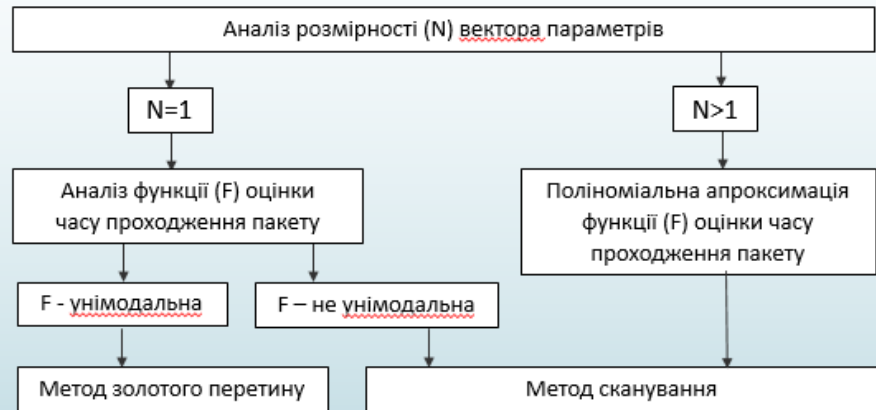 Аналіз розмірності (N) вектора параметрів
N=1
N>1
Аналіз функції (F) оцінки
часу проходження пакету
Поліноміальна апроксимація
функції (F) оцінки часу
проходження пакету
F - унімодальна
F – не унімодальна
Метод золотого перетину
Метод сканування